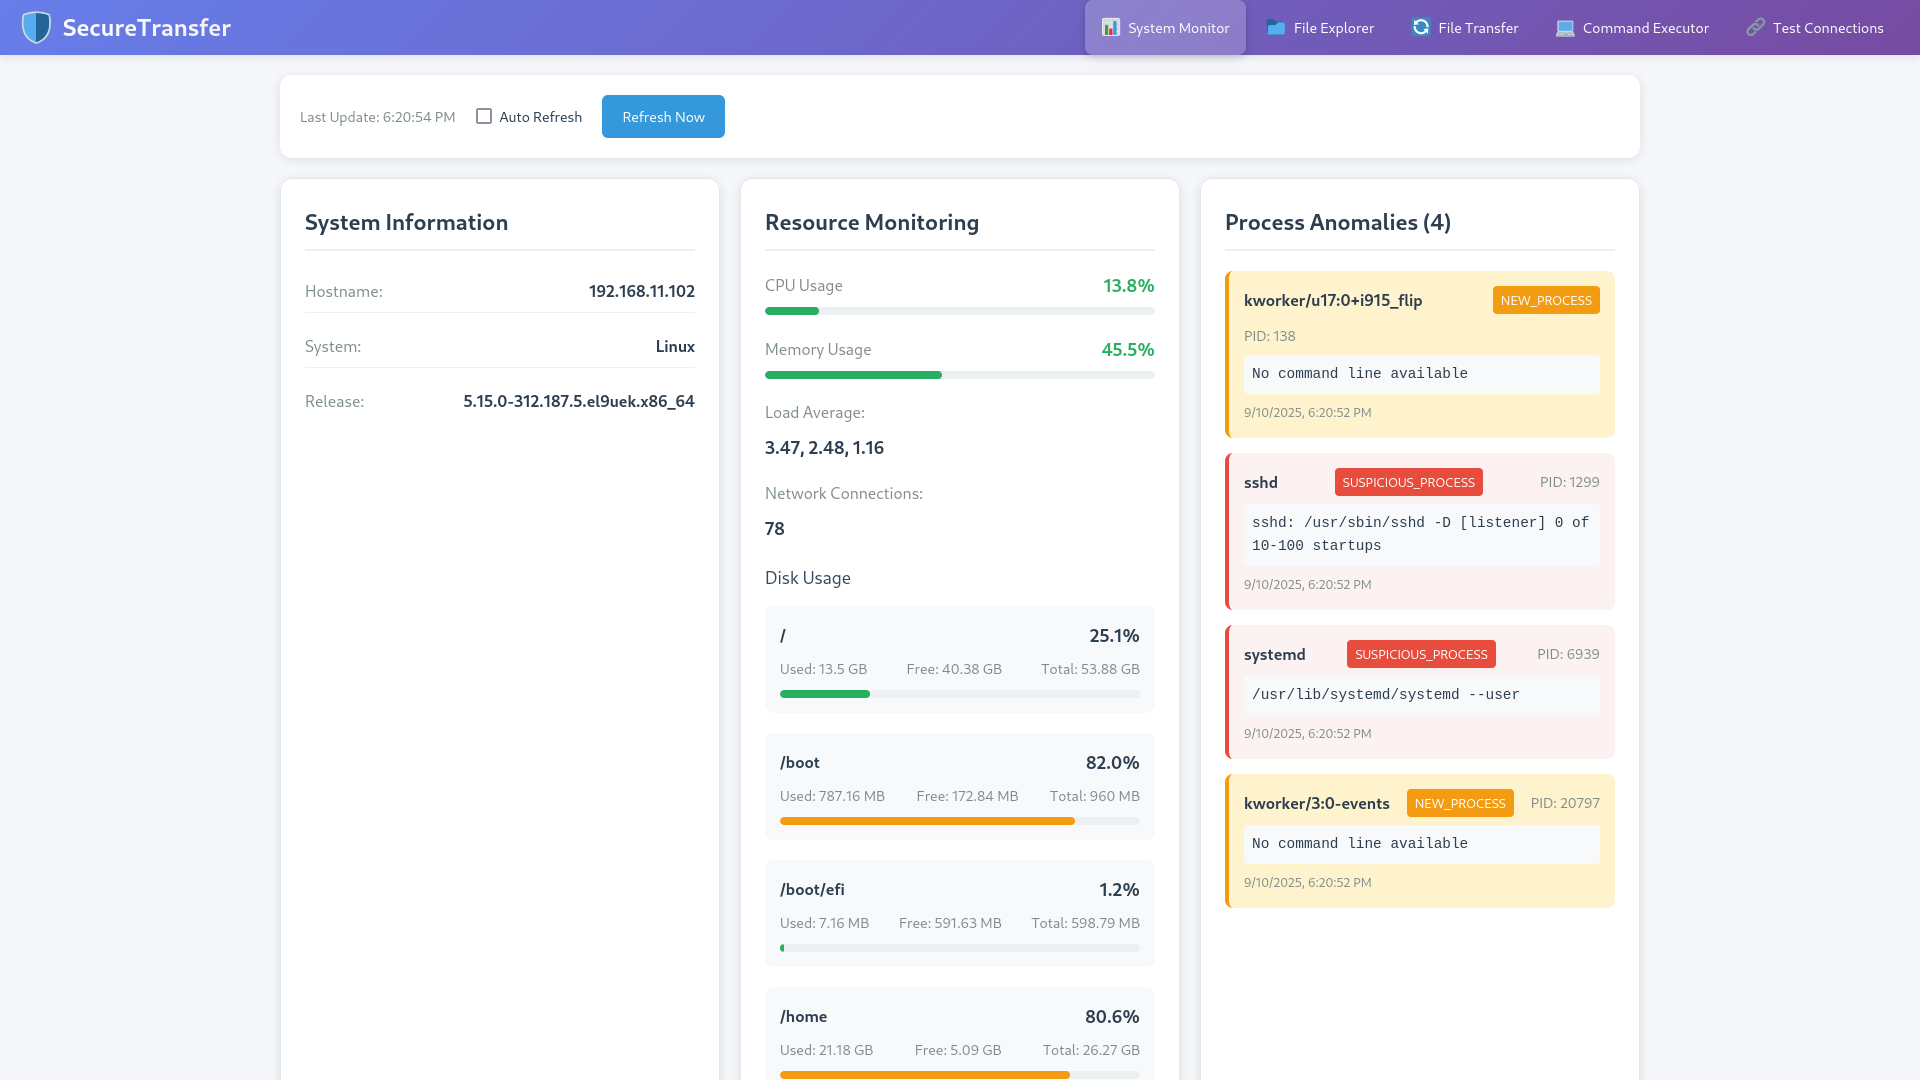 SecureTransfer
System Monitor
File Explorer
File Transfer
Command Executor
Test Connections
Last Update: 6:20:54 PM
Auto Refresh
Refresh Now
System Information
Hostname: 192.168.11.102
System: Linux
Release: 5.15.0-312.187.5.el9uek.x86_64
Resource Monitoring
CPU Usage 13.8%
Memory Usage 45.5%
Load Average:
3.47, 2.48, 1.16
Network Connections:
78
Disk Usage
/ 25.1%
Used: 13.5 GB Free: 40.38 GB Total: 53.88 GB
/boot 82.0%
Used: 787.16 MB Free: 172.84 MB Total: 960 MB
/boot/efi 1.2%
Used: 7.16 MB Free: 591.63 MB Total: 598.79 MB
/home 80.6%
Used: 21.18 GB Free: 5.09 GB Total: 26.27 GB
Process Anomalies (4)
kworker/u17:0+i915_flip NEW_PROCESS
PID: 138
No command line available
9/10/2025, 6:20:52 PM
sshd SUSPICIOUS_PROCESS PID: 1299
sshd: /usr/sbin/sshd -D [listener] 0 of
10-100 startups
9/10/2025, 6:20:52 PM
systemd SUSPICIOUS_PROCESS PID: 6939
/usr/lib/systemd/systemd --user
9/10/2025, 6:20:52 PM
kworker/3:0-events NEW_PROCESS PID: 20797
No command line available
9/10/2025, 6:20:52 PM